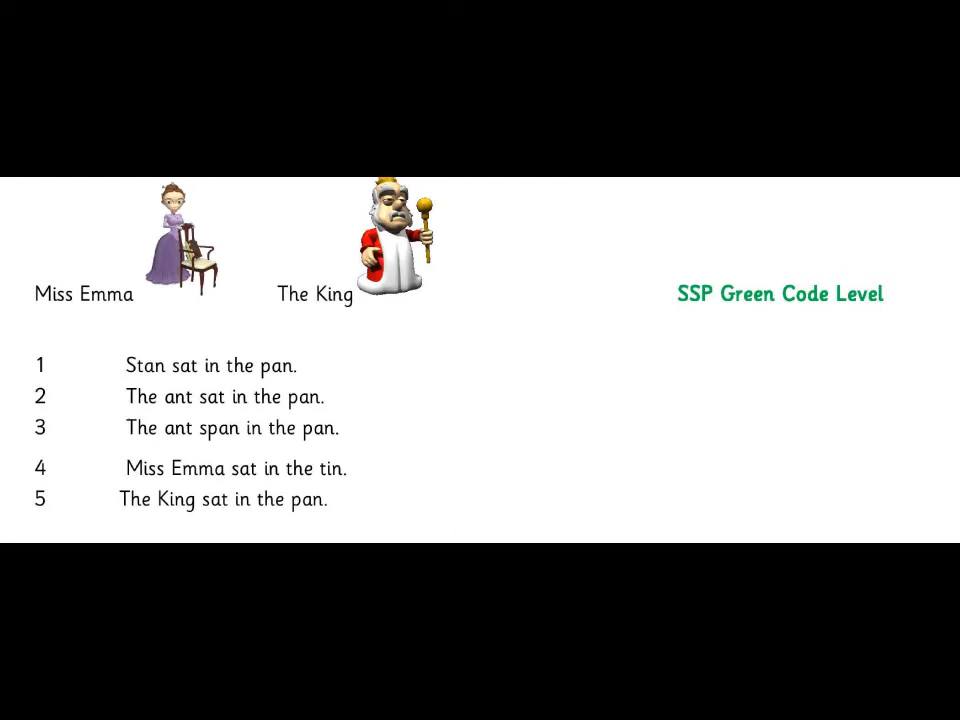 Miss Emma The King SSP Green Code Level
1 Stan sat in the pan.
2 The ant sat in the pan.
3 The ant span in the pan.
4 Miss Emma sat in the tin.
5 The King sat in the pan.